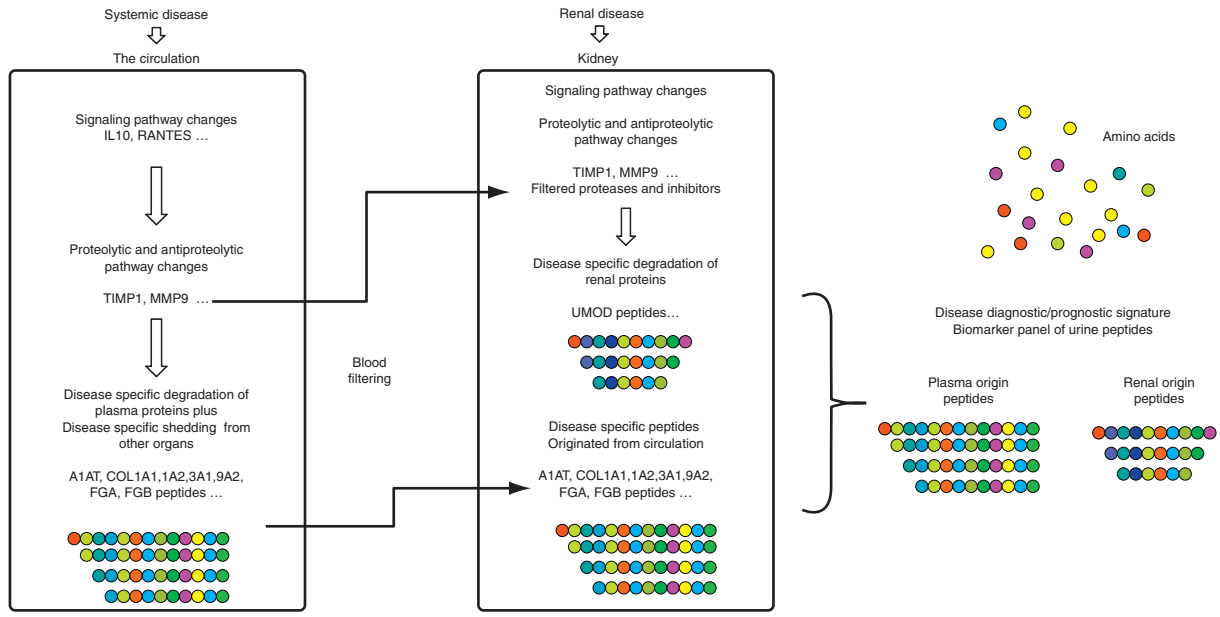 Systemic disease
The circulation
Signaling pathway changes
IL10, RANTES …
Proteolytic and antiproteolytic
pathway changes
TIMP1, MMP9 …
Disease specific degradation of
plasma proteins plus
Disease specific shedding from
other organs
A1AT, COL1A1,1A2,3A1,9A2,
FGA, FGB peptides …
Blood
filtering
Renal disease
Kidney
Signaling pathway changes
Proteolytic and antiproteolytic
pathway changes
TIMP1, MMP9 …
Filtered proteases and inhibitors
Disease specific degradation of
renal proteins
UMOD peptides…
Disease specific peptides
Originated from circulation
A1AT, COL1A1,1A2,3A1,9A2,
FGA, FGB peptides …
Amino acids
Disease diagnostic/prognostic signature
Biomarker panel of urine peptides
Plasma origin
peptides
Renal origin
peptides